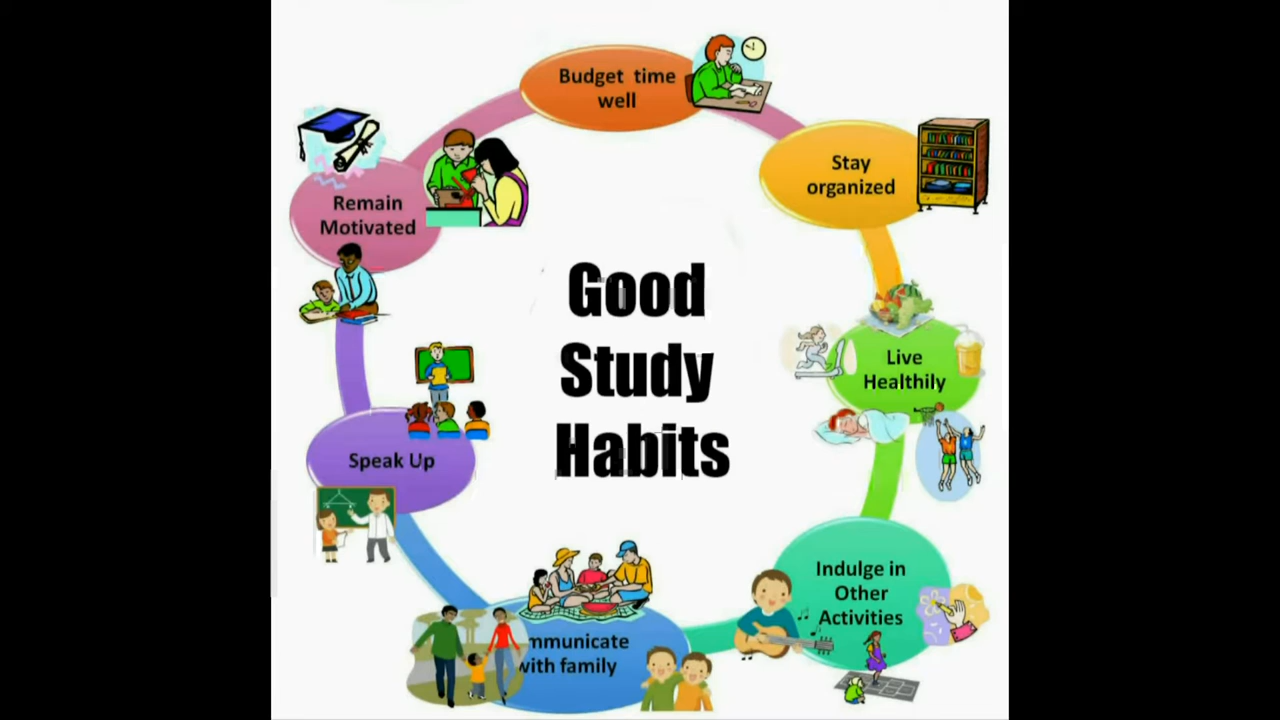 Budget time
well
Stay
organized
Remain
Motivated
Good
Study
Habits
Live
Healthily
Speak Up
Indulge in
Other
Activities
mmunicate
with family